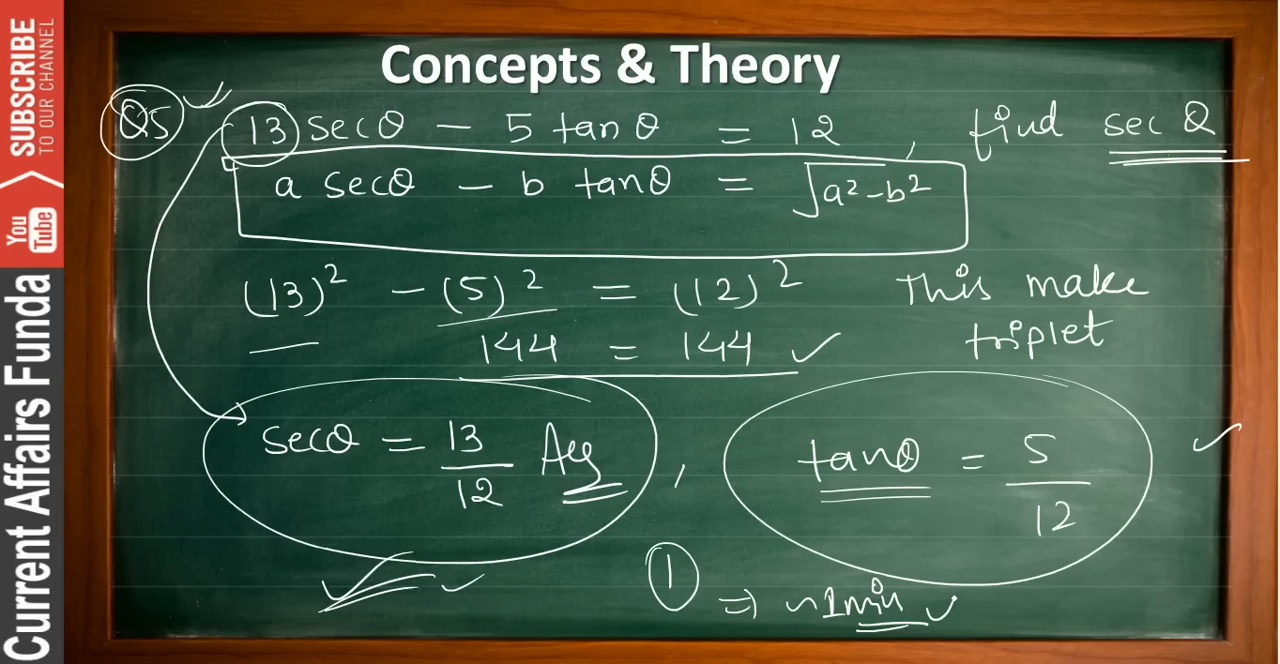 Concepts & Theory
Q5 13 secθ - 5 tanθ = 12, find sec θ
a secθ - b tanθ = √a²-b²
(13)² - (5)² = (12)² This make
144 = 144 ✓ triplet
secθ = 13/12 , tanθ = 5/12
① ⇒ ~1min ✓
SUBSCRIBE
TO OUR CHANNEL
You Tube
Current Affairs Funda